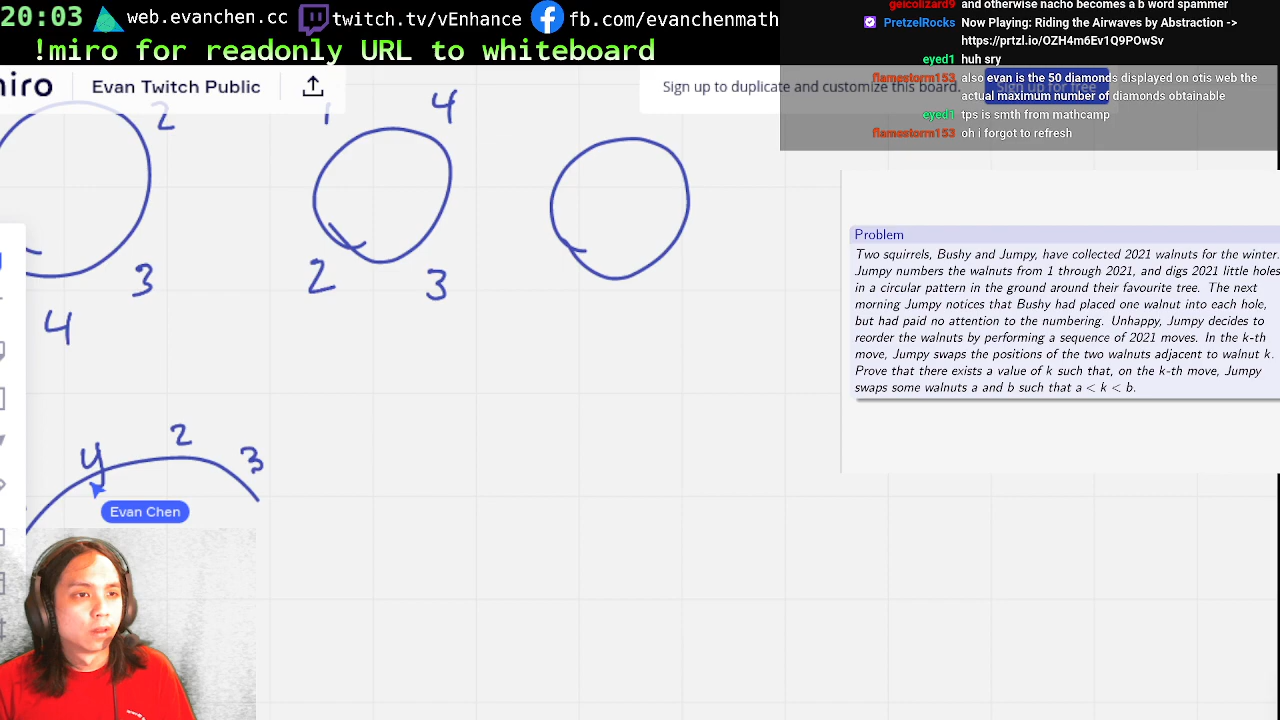 20:03 web.evanchen.cc twitch.tv/vEnhance fb.com/evanchenmath
!miro for readonly URL to whiteboard
geicolizard9 and otherwise nacho becomes a b word spammer
PretzelRocks Now Playing: Riding the Airwaves by Absorection ->
https://prtzl.io/OZH4m6Ev1Q9POwSv
eyed1 huh sry
flamestorm153 also evan is the 50 diamonds displayed on otis web the
actual maximum number of diamonds obtainable
eyed1 tps is smth from mathcamp
flamestorm153 oh i forgot to refresh
miro Evan Twitch Public Sign up to duplicate and customize this board. Sign up for free
2
3
4
1 4
2 3
Problem
Two squirrels, Bushy and Jumpy, have collected 2021 walnuts for the winter.
Jumpy numbers the walnuts from 1 through 2021, and digs 2021 little holes
in a circular pattern in the ground around their favourite tree. The next
morning Jumpy notices that Bushy had placed one walnut into each hole,
but had paid no attention to the numbering. Unhappy, Jumpy decides to
reorder the walnuts by performing a sequence of 2021 moves. In the k-th
move, Jumpy swaps the positions of the two walnuts adjacent to walnut k.
Prove that there exists a value of k such that, on the k-th move, Jumpy
swaps some walnuts a and b such that a < k < b.
4 2 3
Evan Chen